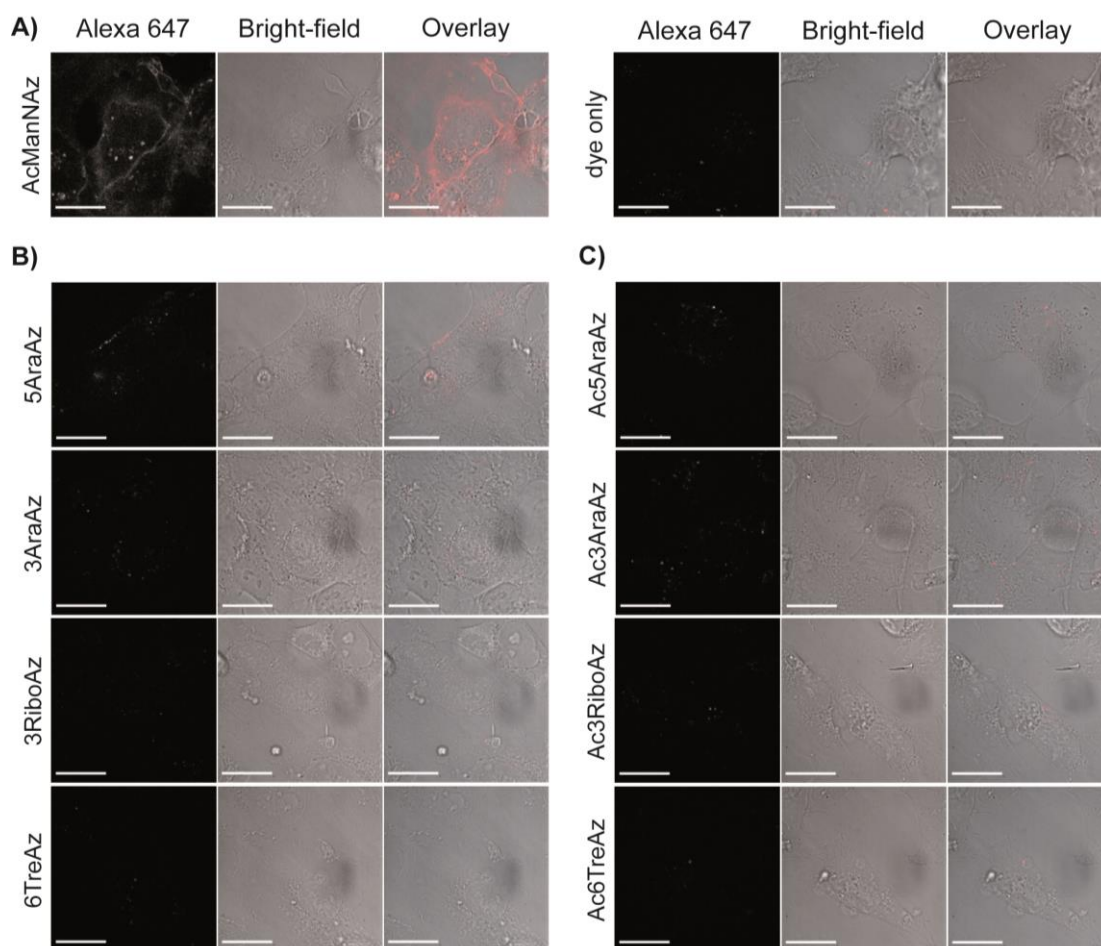 A)
Alexa 647 Bright-field Overlay
AcManNAz
Alexa 647 Bright-field Overlay
dye only
B)
5AraAz
3AraAz
3RiboAz
6TreAz
C)
Ac5AraAz
Ac3AraAz
Ac3RiboAz
Ac6TreAz